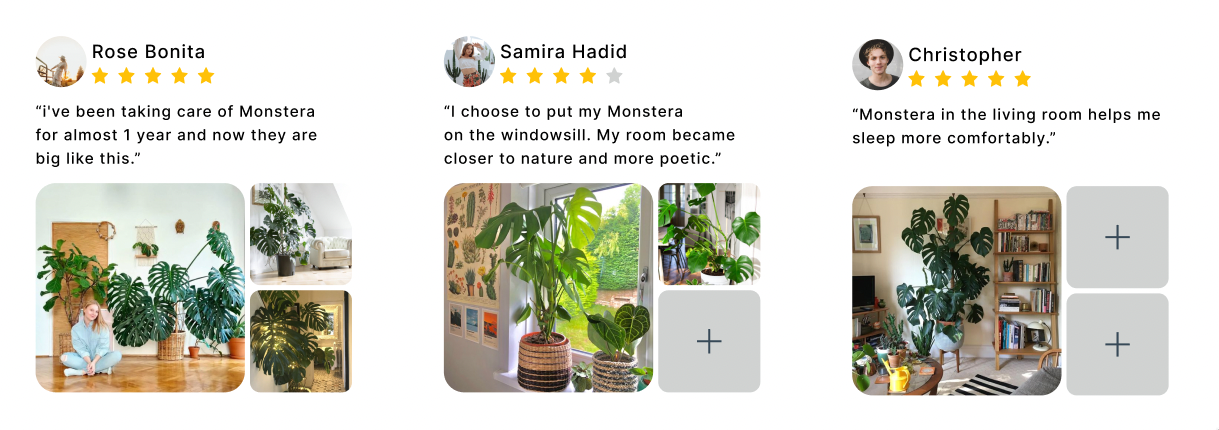 Rose Bonita
“i've been taking care of Monstera
for almost 1 year and now they are
big like this.”
Samira Hadid
“I choose to put my Monstera
on the windowsill. My room became
closer to nature and more poetic.”
Christopher
“Monstera in the living room helps me
sleep more comfortably.”